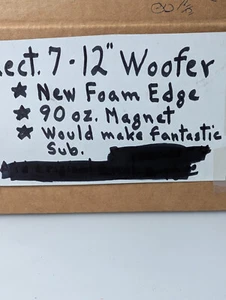 ect. 7-12" Woofer
★ New Foam Edge
★ 90 oz. Magnet
★ Would make fantastic
Sub.